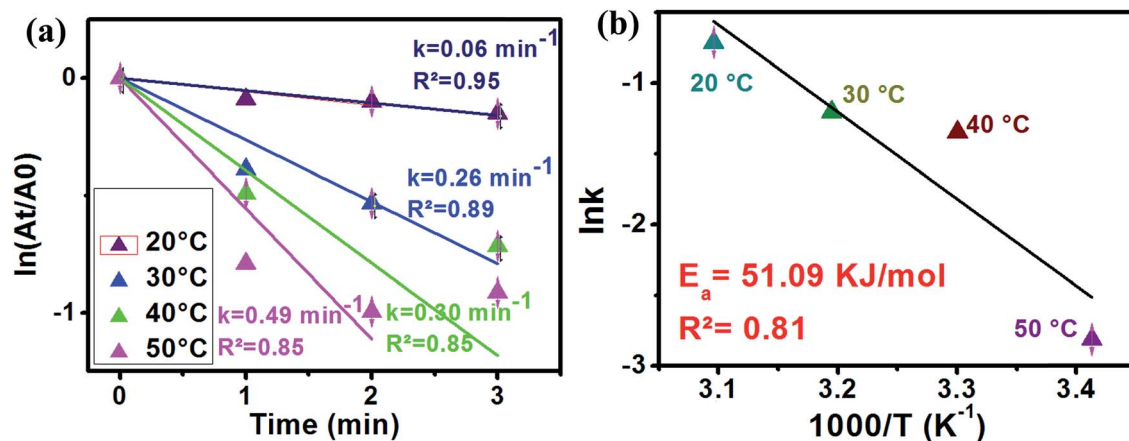 (a)
k=0.06 min⁻¹
R²=0.95
k=0.26 min⁻¹
R²=0.89
k=0.49 min⁻¹
R²=0.85
k=0.30 min⁻¹
R²=0.85
20°C
30°C
40°C
50°C
0
-1
ln(At/A0)
0 1 2 3
Time (min)
(b)
20 °C
30 °C
40 °C
50 °C
Eₐ= 51.09 KJ/mol
R²= 0.81
-1
-2
-3
lnk
3.1 3.2 3.3 3.4
1000/T (K⁻¹)